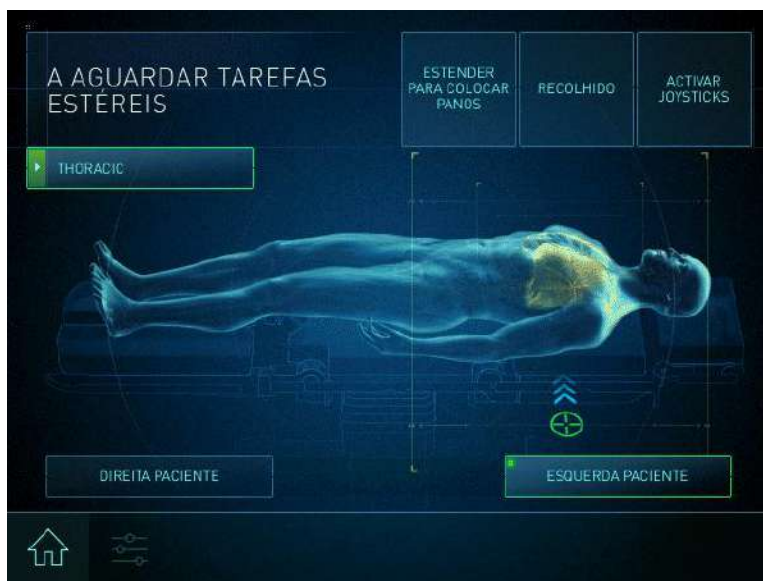 A AGUARDAR TAREFAS
ESTÉREIS
ESTENDER
PARA COLOCAR
PANOS
RECOLHIDO
ACTIVAR
JOYSTICKS
THORACIC
DIREITA PACIENTE
ESQUERDA PACIENTE